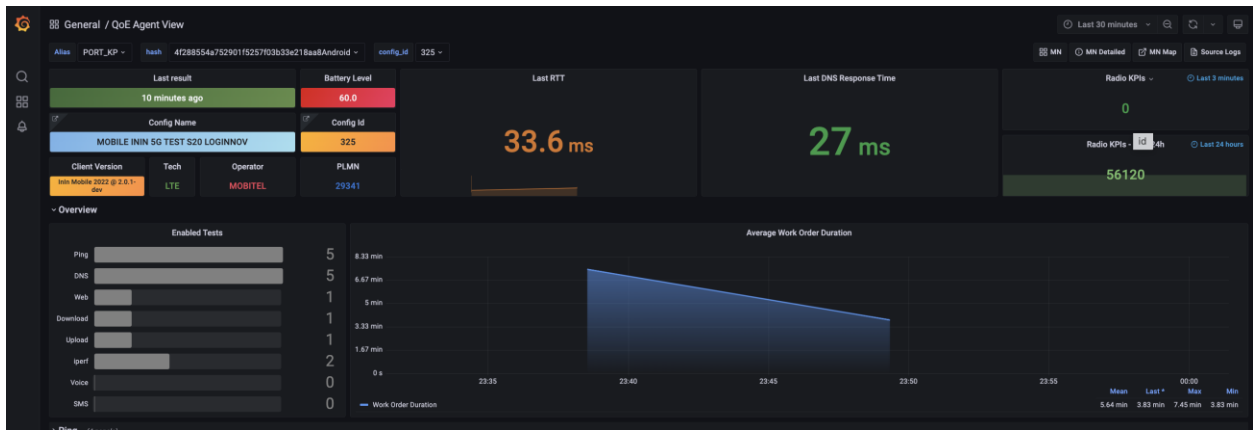 General / QoE Agent View
Last 30 minutes
Alias PORT_KP hash 4f288554a752901f5257f03b33e218aa8Android config_id 325
MN MN Detailed MN Map Source Logs
Last result
10 minutes ago
Battery Level
60.0
Config Name
MOBILE ININ 5G TEST S20 LOGINNOV
Config Id
325
Client Version
Inin Mobile 2022 @ 2.0.1-
dev
Tech
LTE
Operator
MOBITEL
PLMN
29341
Last RTT
33.6 ms
Last DNS Response Time
27 ms
Radio KPIs Last 3 minutes
0
Radio KPIs - id 24h Last 24 hours
56120
Overview
Enabled Tests
Ping 5
DNS 5
Web 1
Download 1
Upload 1
iperf 2
Voice 0
SMS 0
Average Work Order Duration
8.33 min
6.67 min
5 min
3.33 min
1.67 min
0 s
23:35 23:40 23:45 23:50 23:55 00:00
Mean Last * Max Min
Work Order Duration 5.64 min 3.83 min 7.45 min 3.83 min